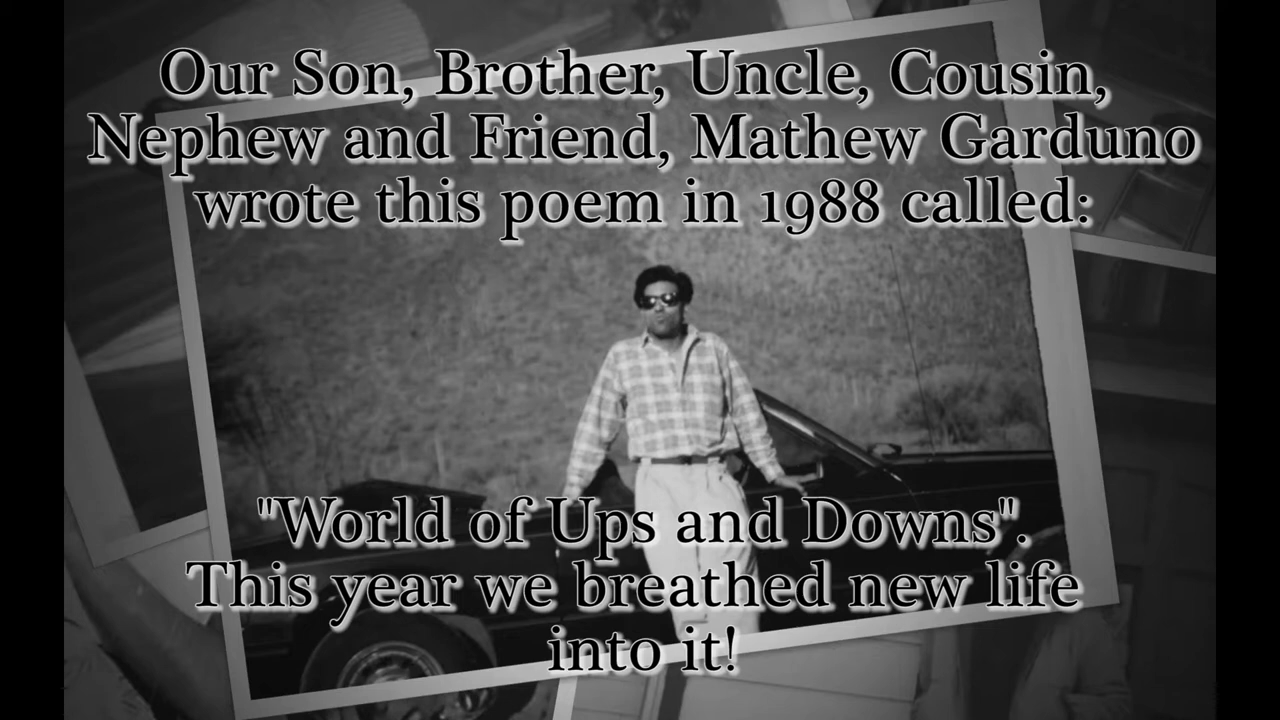 Our Son, Brother, Uncle, Cousin,
Nephew and Friend, Mathew Garduno
wrote this poem in 1988 called:
"World of Ups and Downs".
This year we breathed new life
into it!